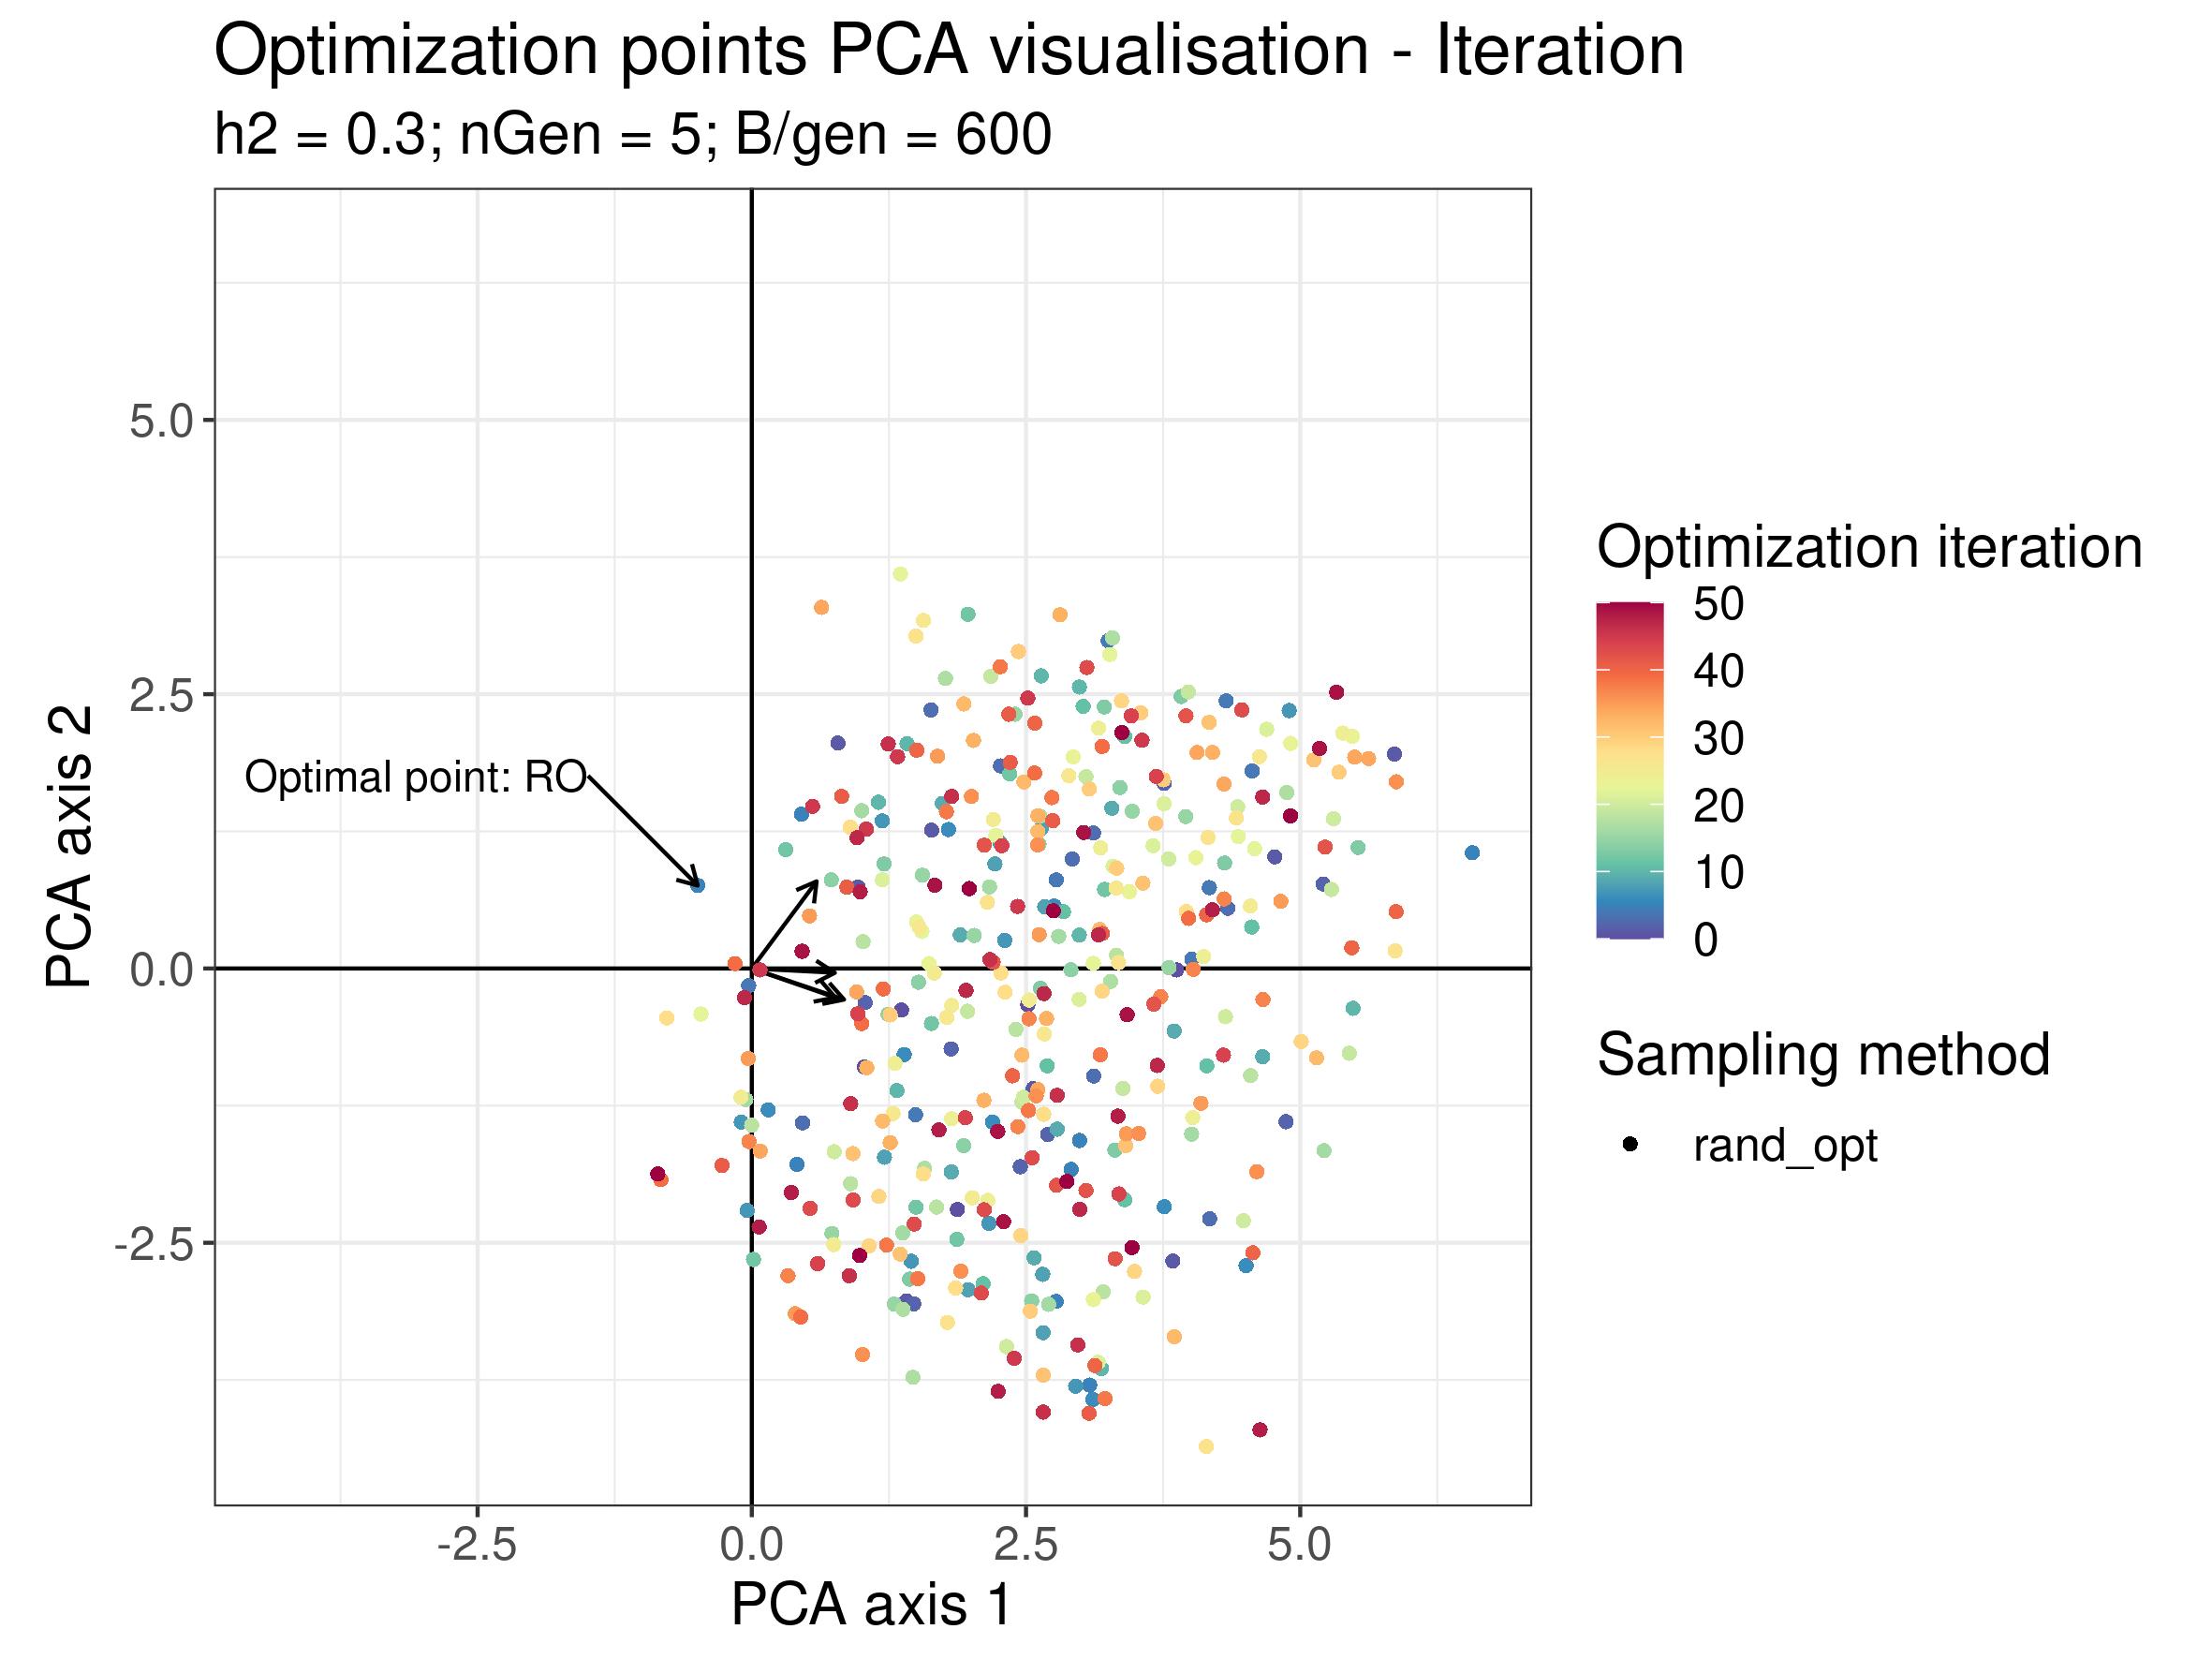 Optimization points PCA visualisation - Iteration
h2 = 0.3; nGen = 5; B/gen = 600
PCA axis 2
5.0
2.5
0.0
-2.5
Optimal point: RO
-2.5
0.0
2.5
5.0
PCA axis 1
Optimization iteration
50
40
30
20
10
0
Sampling method
rand_opt